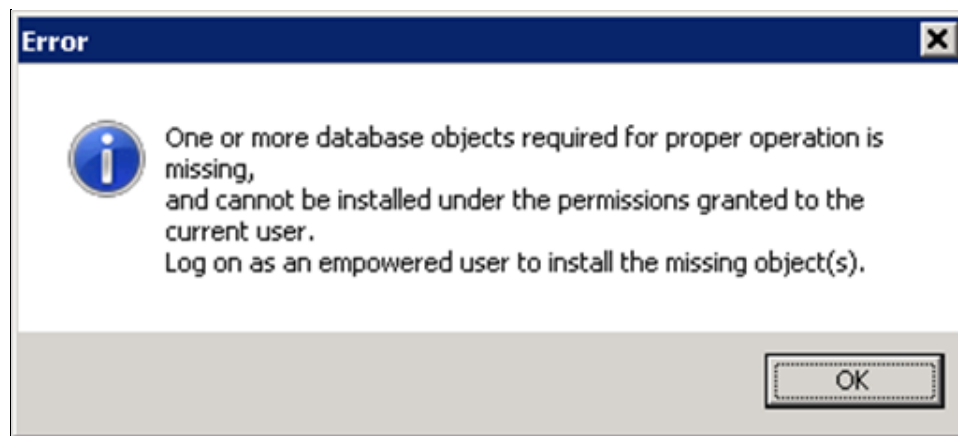 Error
One or more database objects required for proper operation is
missing,
and cannot be installed under the permissions granted to the
current user.
Log on as an empowered user to install the missing object(s).
OK